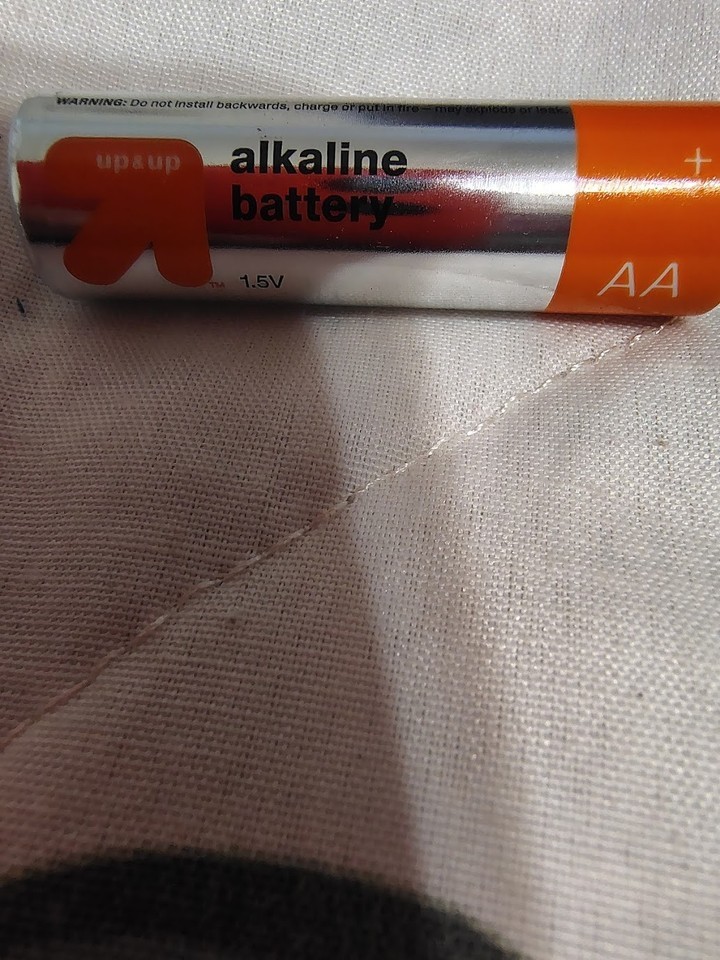 WARNING: Do not install backwards, charge or put in fire – may explode or leak.
up&up
alkaline
battery
TM
1.5V
+
AA